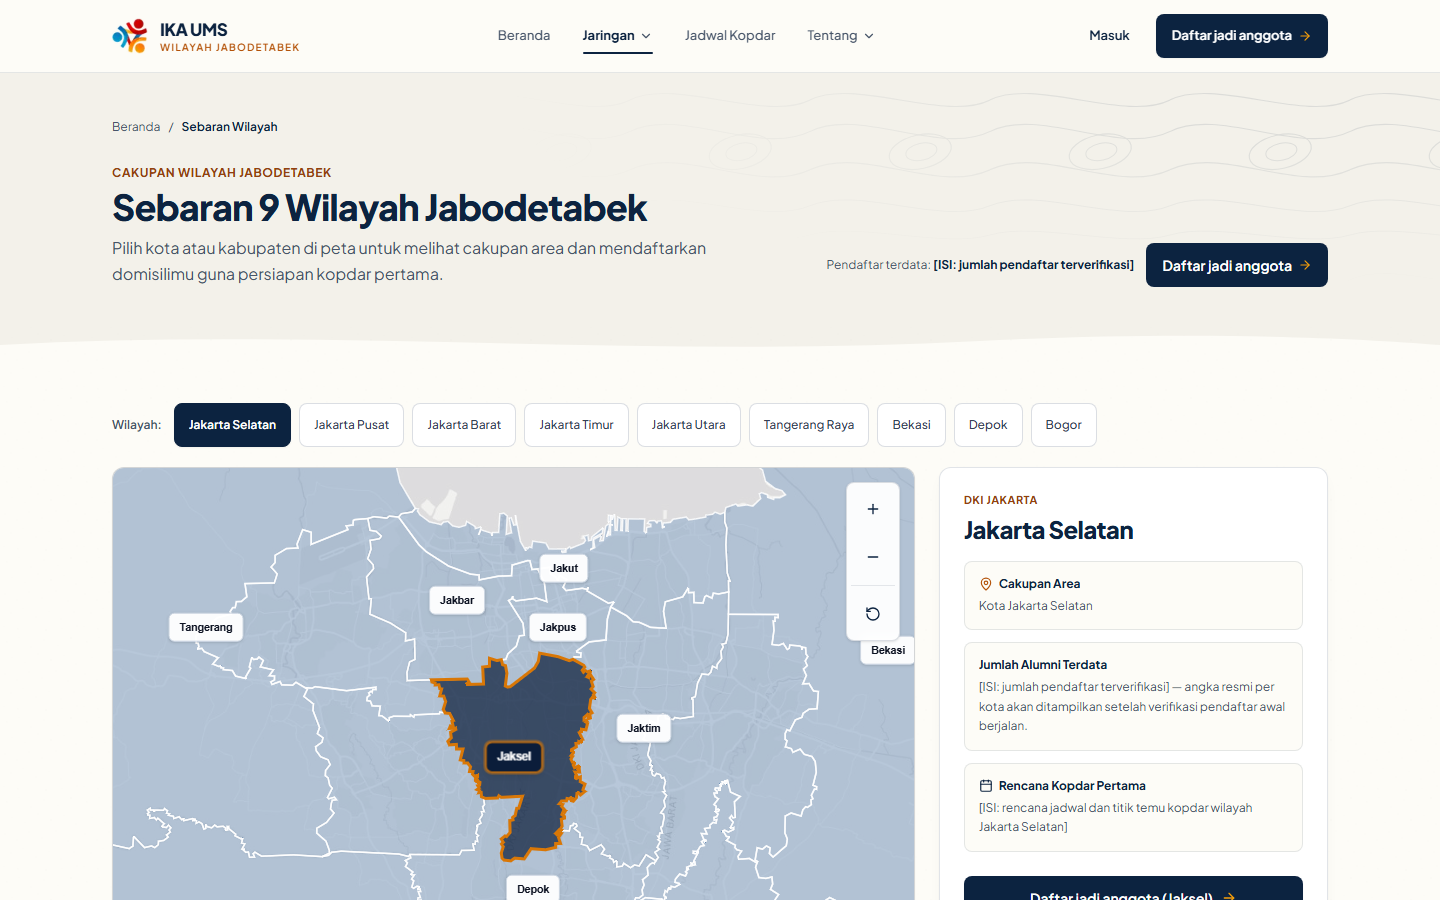 IKA UMS
WILAYAH JABODETABEK
Beranda
Jaringan
Jadwal Kopdar
Tentang
Masuk
Daftar jadi anggota
Beranda / Sebaran Wilayah
CAKUPAN WILAYAH JABODETABEK
Sebaran 9 Wilayah Jabodetabek
Pilih kota atau kabupaten di peta untuk melihat cakupan area dan mendaftarkan
domisilimu guna persiapan kopdar pertama.
Pendaftar terdata: [ISI: jumlah pendaftar terverifikasi]
Daftar jadi anggota
Wilayah:
Jakarta Selatan
Jakarta Pusat
Jakarta Barat
Jakarta Timur
Jakarta Utara
Tangerang Raya
Bekasi
Depok
Bogor
Jakut
Jakbar
Tangerang
Jakpus
Bekasi
Jaktim
Jaksel
JAWA BARAT
Depok
DKI JAKARTA
Jakarta Selatan
Cakupan Area
Kota Jakarta Selatan
Jumlah Alumni Terdata
[ISI: jumlah pendaftar terverifikasi] — angka resmi per
kota akan ditampilkan setelah verifikasi pendaftar awal
berjalan.
Rencana Kopdar Pertama
[ISI: rencana jadwal dan titik temu kopdar wilayah
Jakarta Selatan]
Daftar jadi anggota (Jaksel)